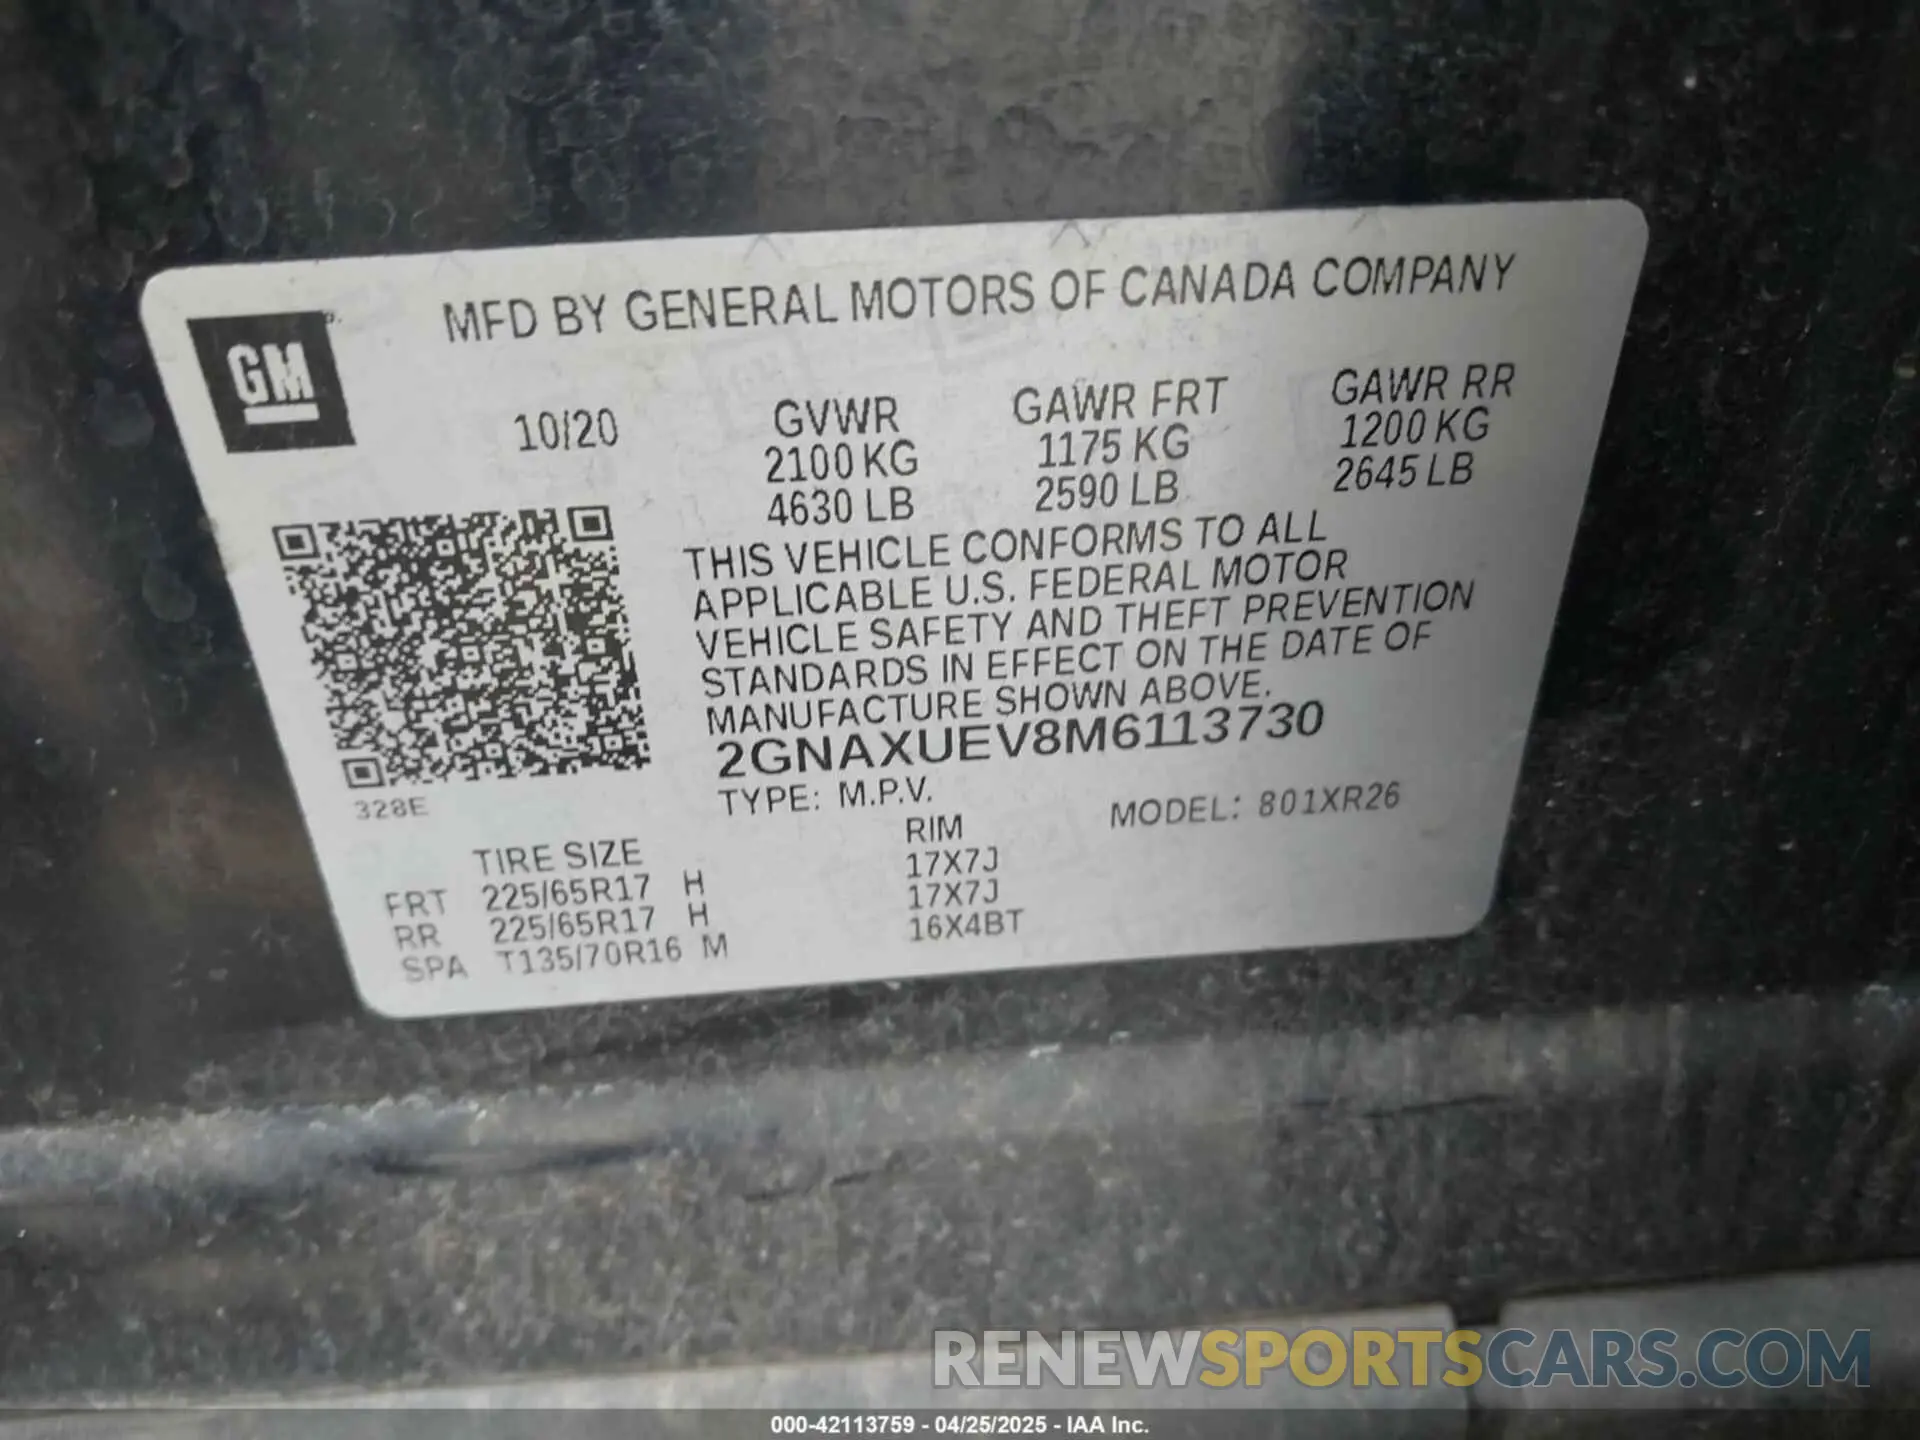 MFD BY GENERAL MOTORS OF CANADA COMPANY
GM
10/20
GVWR
2100 KG
4630 LB
GAWR FRT
1175 KG
2590 LB
GAWR RR
1200 KG
2645 LB
THIS VEHICLE CONFORMS TO ALL
APPLICABLE U.S. FEDERAL MOTOR
VEHICLE SAFETY AND THEFT PREVENTION
STANDARDS IN EFFECT ON THE DATE OF
MANUFACTURE SHOWN ABOVE.
2GNAXUEV8M6113730
328E
TYPE: M.P.V. MODEL: 801XR26
TIRE SIZE RIM
FRT 225/65R17 H 17X7J
RR 225/65R17 H 17X7J
SPA T135/70R16 M 16X4BT
RENEWSPORTSCARS.COM
000-42113759 - 04/25/2025 - IAA Inc.